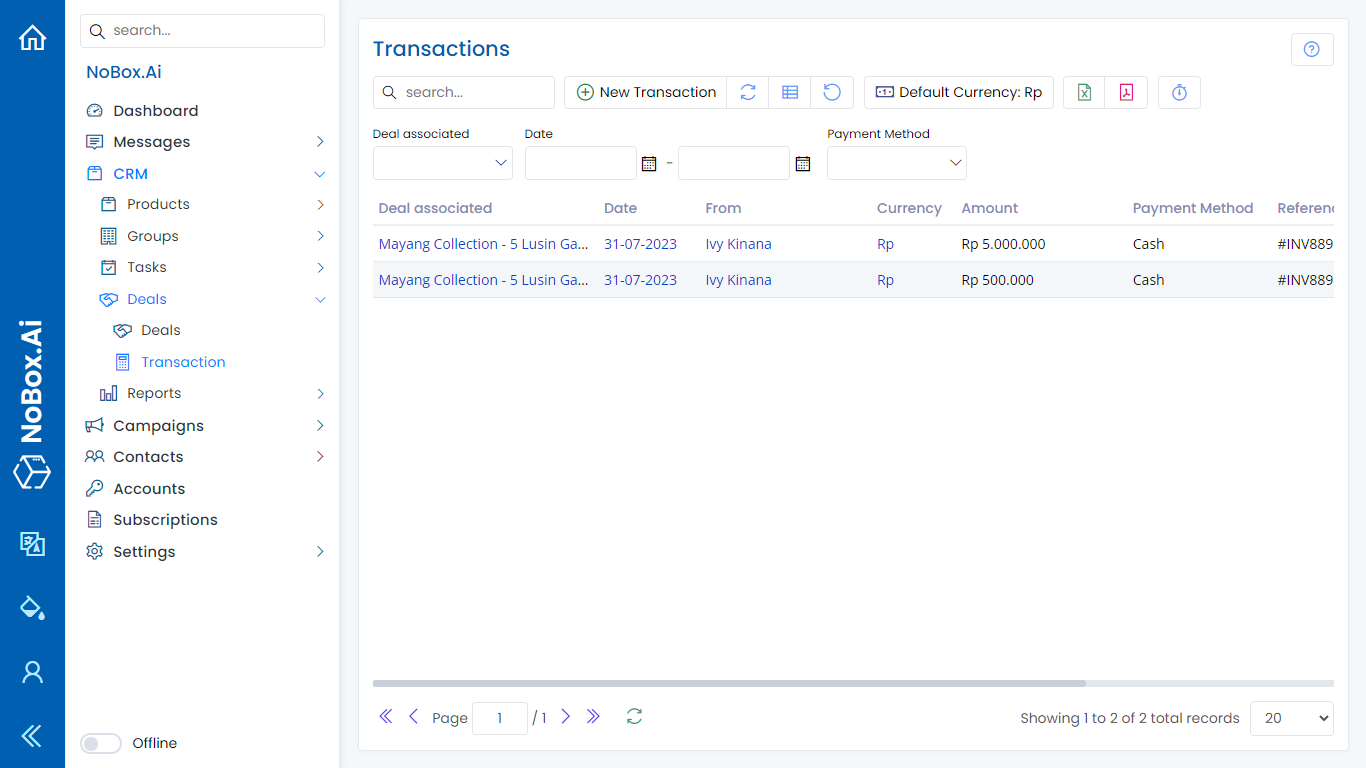 search...
NoBox.Ai
Dashboard
Messages
CRM
Products
Groups
Tasks
Deals
Deals
Transaction
Reports
Campaigns
Contacts
Accounts
Subscriptions
Settings
Offline
NoBox.Ai
Transactions
search...
New Transaction
Default Currency: Rp
Deal associated
Date
Payment Method
-
Deal associated Date From Currency Amount Payment Method Referen
Mayang Collection - 5 Lusin Ga... 31-07-2023 Ivy Kinana Rp Rp 5.000.000 Cash #INV889
Mayang Collection - 5 Lusin Ga... 31-07-2023 Ivy Kinana Rp Rp 500.000 Cash #INV889
Page 1 / 1
Showing 1 to 2 of 2 total records 20